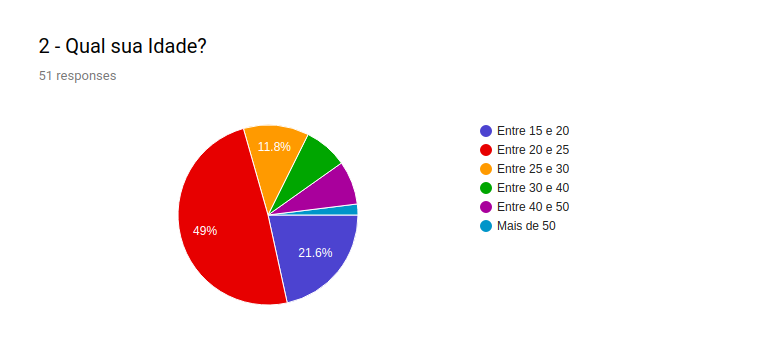 2 - Qual sua Idade?
51 responses
11.8%
49%
21.6%
Entre 15 e 20
Entre 20 e 25
Entre 25 e 30
Entre 30 e 40
Entre 40 e 50
Mais de 50